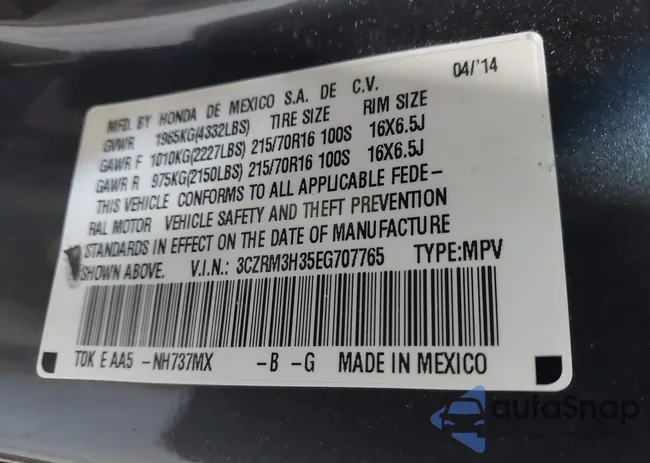 MFD. BY HONDA DE MEXICO S.A. DE C.V. 04/'14
GVWR 1965KG(4332LBS) TIRE SIZE RIM SIZE
GAWR F 1010KG(2227LBS) 215/70R16 100S 16X6.5J
GAWR R 975KG(2150LBS) 215/70R16 100S 16X6.5J
THIS VEHICLE CONFORMS TO ALL APPLICABLE FEDE-
RAL MOTOR VEHICLE SAFETY AND THEFT PREVENTION
STANDARDS IN EFFECT ON THE DATE OF MANUFACTURE
SHOWN ABOVE. V.I.N.: 3CZRM3H35EG707765 TYPE:MPV
TDK E AA5 -NH737MX -B -G MADE IN MEXICO
autoSnap